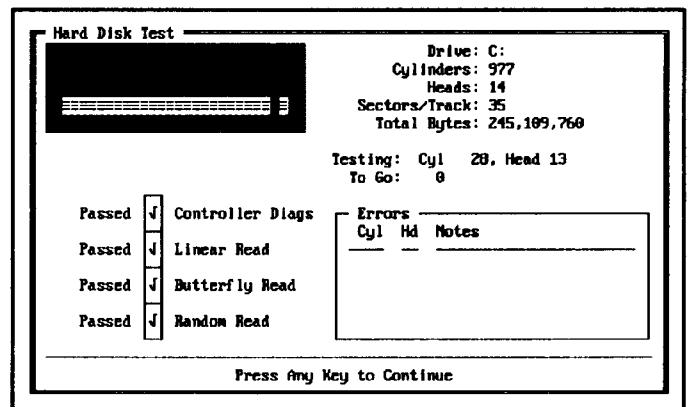 Hard Disk Test
Drive: C:
Cylinders: 977
Heads: 14
Sectors/Track: 35
Total Bytes: 245,109,760
Testing: Cyl Head 13
To Go: 0
Passed √ Controller Diags
Passed √ Linear Read
Passed √ Butterfly Read
Passed √ Random Read
Errors
Cyl Hd Notes
Press Any Key to Continue